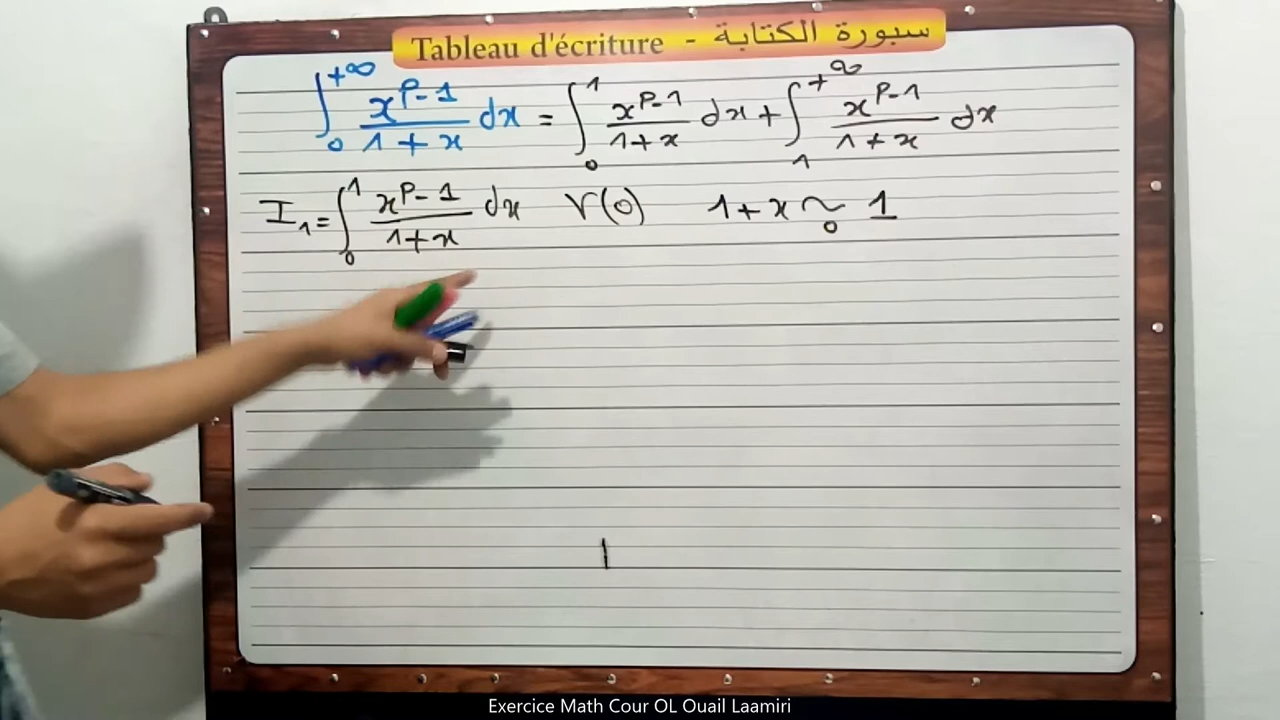 Tableau d'écriture - سبورة الكتابة
∫₀^{+∞} x^{p-1}/(1+x) dx = ∫₀^1 x^{p-1}/(1+x) dx + ∫₁^{+∞} x^{p-1}/(1+x) dx
I₁ = ∫₀^1 x^{p-1}/(1+x) dx V(0) 1+x ~₀ 1
Exercice Math Cour OL Ouail Laamiri